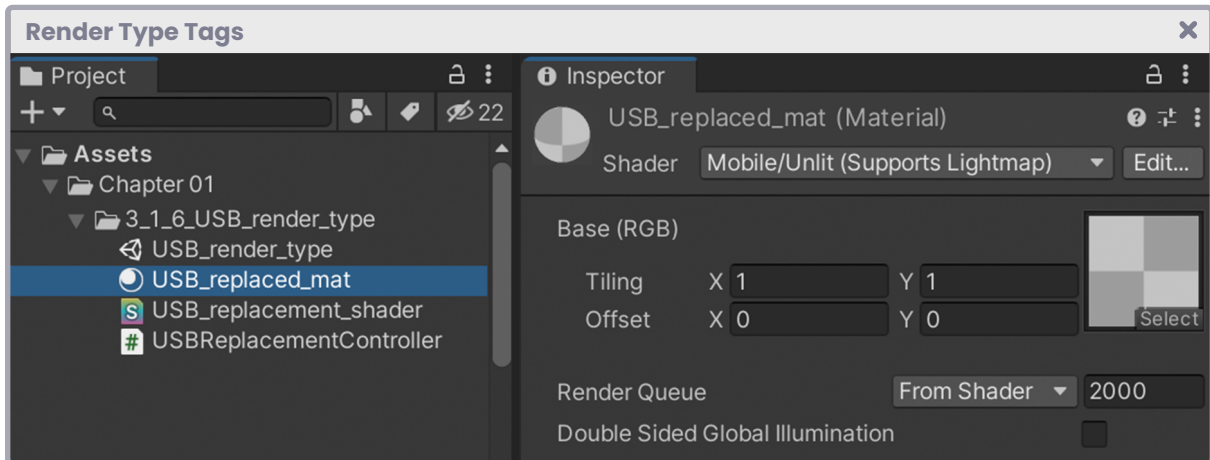 Render Type Tags
Project
22
Assets
Chapter 01
3_1_6_USB_render_type
USB_render_type
USB_replaced_mat
USB_replacement_shader
USBReplacementController
Inspector
USB_replaced_mat (Material)
Shader Mobile/Unlit (Supports Lightmap) Edit...
Base (RGB)
Tiling X 1 Y 1
Offset X 0 Y 0
Select
Render Queue From Shader 2000
Double Sided Global Illumination